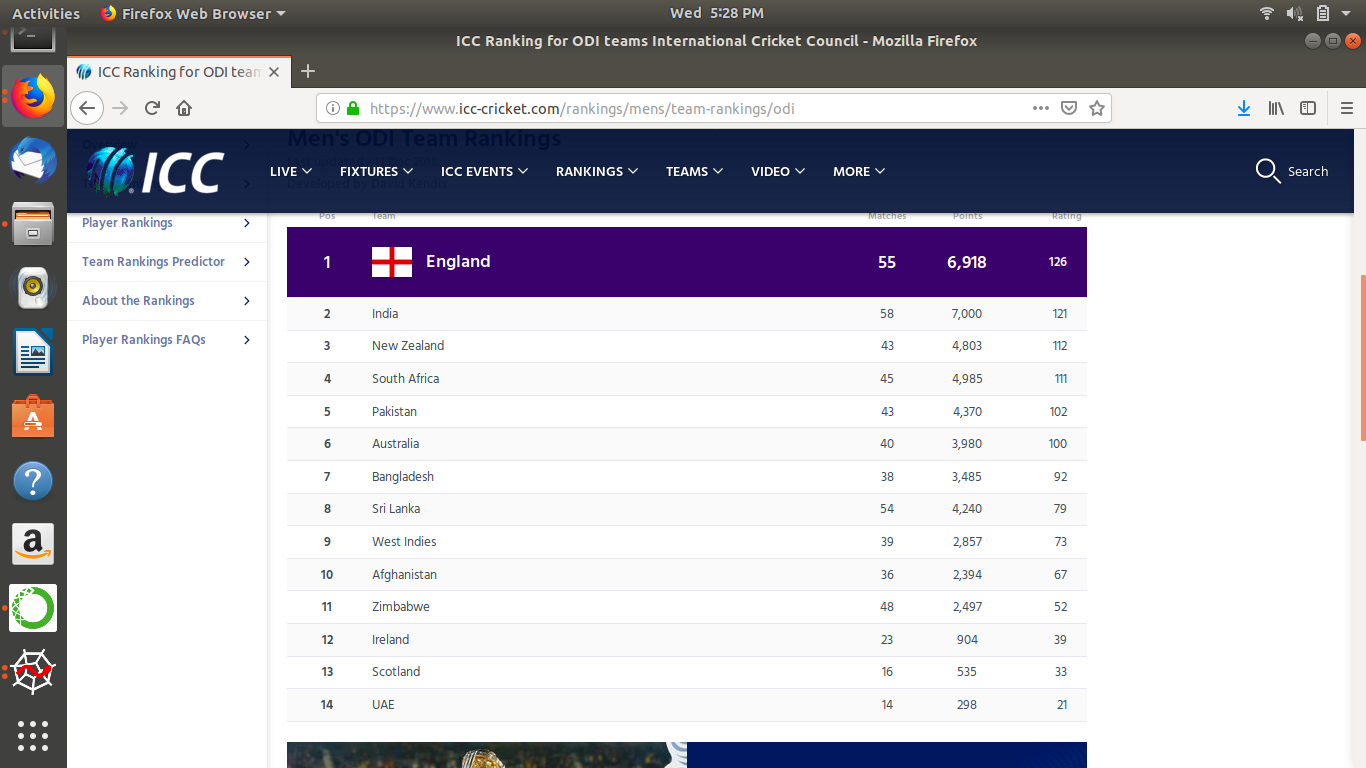 Activities Firefox Web Browser Wed 5:28 PM
ICC Ranking for ODI teams International Cricket Council - Mozilla Firefox
ICC Ranking for ODI team
https://www.icc-cricket.com/rankings/mens/team-rankings/odi
Men's ODI Team Rankings
ICC LIVE FIXTURES ICC EVENTS RANKINGS TEAMS VIDEO MORE Search
Pos Team Matches Points Rating
Player Rankings
Team Rankings Predictor
About the Rankings
Player Rankings FAQs
1 England 55 6,918 126
2 India 58 7,000 121
3 New Zealand 43 4,803 112
4 South Africa 45 4,985 111
5 Pakistan 43 4,370 102
6 Australia 40 3,980 100
7 Bangladesh 38 3,485 92
8 Sri Lanka 54 4,240 79
9 West Indies 39 2,857 73
10 Afghanistan 36 2,394 67
11 Zimbabwe 48 2,497 52
12 Ireland 23 904 39
13 Scotland 16 535 33
14 UAE 14 298 21